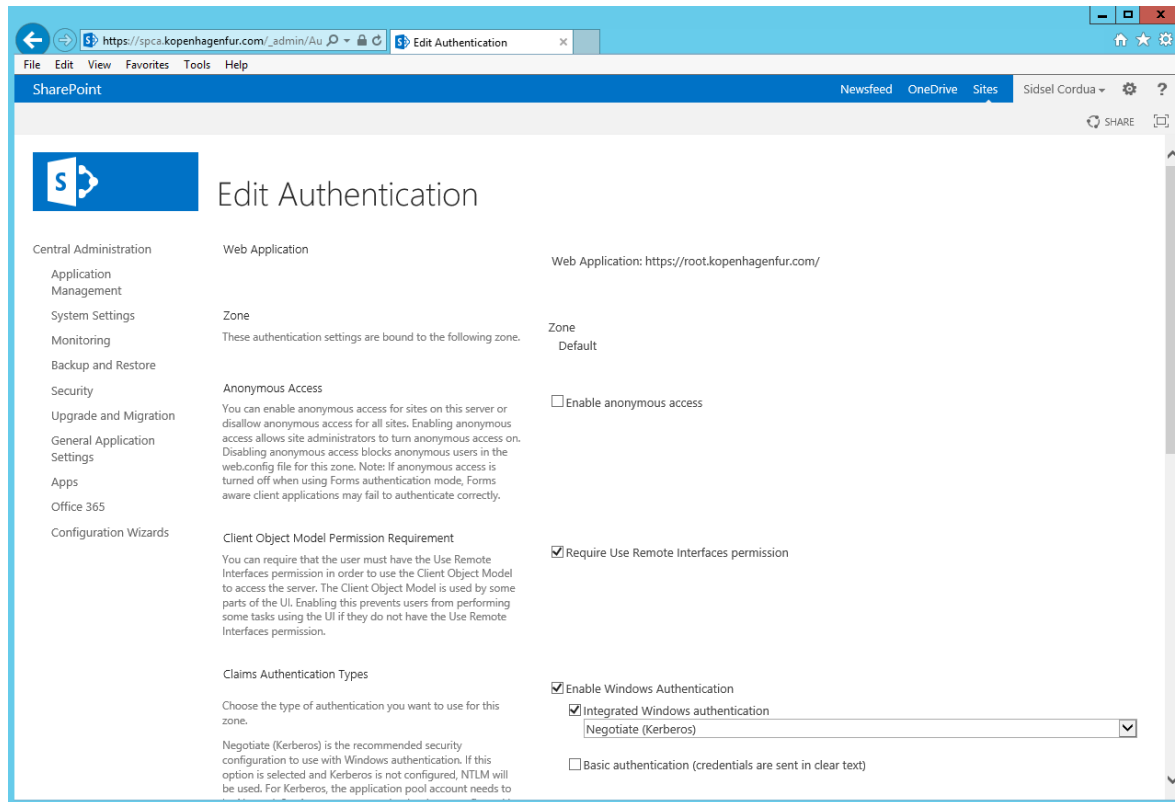 https://spca.kopenhagenfur.com/_admin/Au
Edit Authentication
File Edit View Favorites Tools Help
SharePoint
Newsfeed OneDrive Sites Sidsel Cordua ?
SHARE
S
Edit Authentication
Central Administration
Application
Management
System Settings
Monitoring
Backup and Restore
Security
Upgrade and Migration
General Application
Settings
Apps
Office 365
Configuration Wizards
Web Application
Web Application: https://root.kopenhagenfur.com/
Zone
These authentication settings are bound to the following zone.
Zone
Default
Anonymous Access
You can enable anonymous access for sites on this server or
disallow anonymous access for all sites. Enabling anonymous
access allows site administrators to turn anonymous access on.
Disabling anonymous access blocks anonymous users in the
web.config file for this zone. Note: If anonymous access is
turned off when using Forms authentication mode, Forms
aware client applications may fail to authenticate correctly.
Enable anonymous access
Client Object Model Permission Requirement
You can require that the user must have the Use Remote
Interfaces permission in order to use the Client Object Model
to access the server. The Client Object Model is used by some
parts of the UI. Enabling this prevents users from performing
some tasks using the UI if they do not have the Use Remote
Interfaces permission.
Require Use Remote Interfaces permission
Claims Authentication Types
Choose the type of authentication you want to use for this
zone.
Negotiate (Kerberos) is the recommended security
configuration to use with Windows authentication. If this
option is selected and Kerberos is not configured, NTLM will
be used. For Kerberos, the application pool account needs to
Enable Windows Authentication
Integrated Windows authentication
Negotiate (Kerberos)
Basic authentication (credentials are sent in clear text)